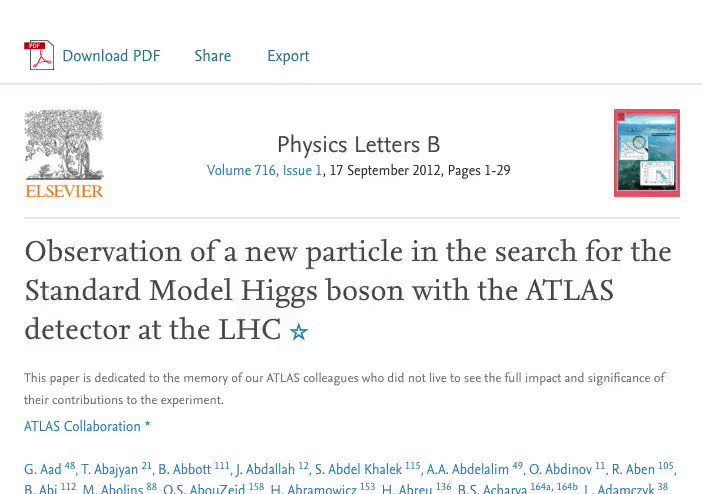 PDF
Download PDF Share Export
Physics Letters B
Volume 716, Issue 1, 17 September 2012, Pages 1-29
ELSEVIER
Observation of a new particle in the search for the
Standard Model Higgs boson with the ATLAS
detector at the LHC ☆
This paper is dedicated to the memory of our ATLAS colleagues who did not live to see the full impact and significance of
their contributions to the experiment.
ATLAS Collaboration *
G. Aad 48, T. Abajyan 21, B. Abbott 111, J. Abdallah 12, S. Abdel Khalek 115, A.A. Abdelalim 49, O. Abdinov 11, R. Aben 105,
B. Abi 112, M. Abolins 88, O.S. AbouZeid 158, H. Abramowicz 153, H. Abreu 136, B.S. Acharya 164a, 164b, L. Adamczyk 38